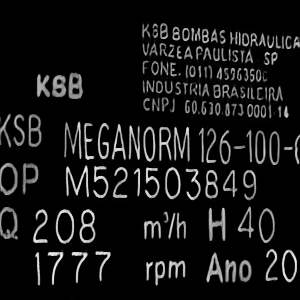 KSB BOMBAS HIDRAULICA
VARZEA PAULISTA SP
FONE. (011) 45963500
INDUSTRIA BRASILEIRA
CNPJ 60.630.873 0001-14
KSB
KSB MEGANORM 126-100-
OP M521503849
Q 208 m³/h H 40
1777 rpm Ano 20